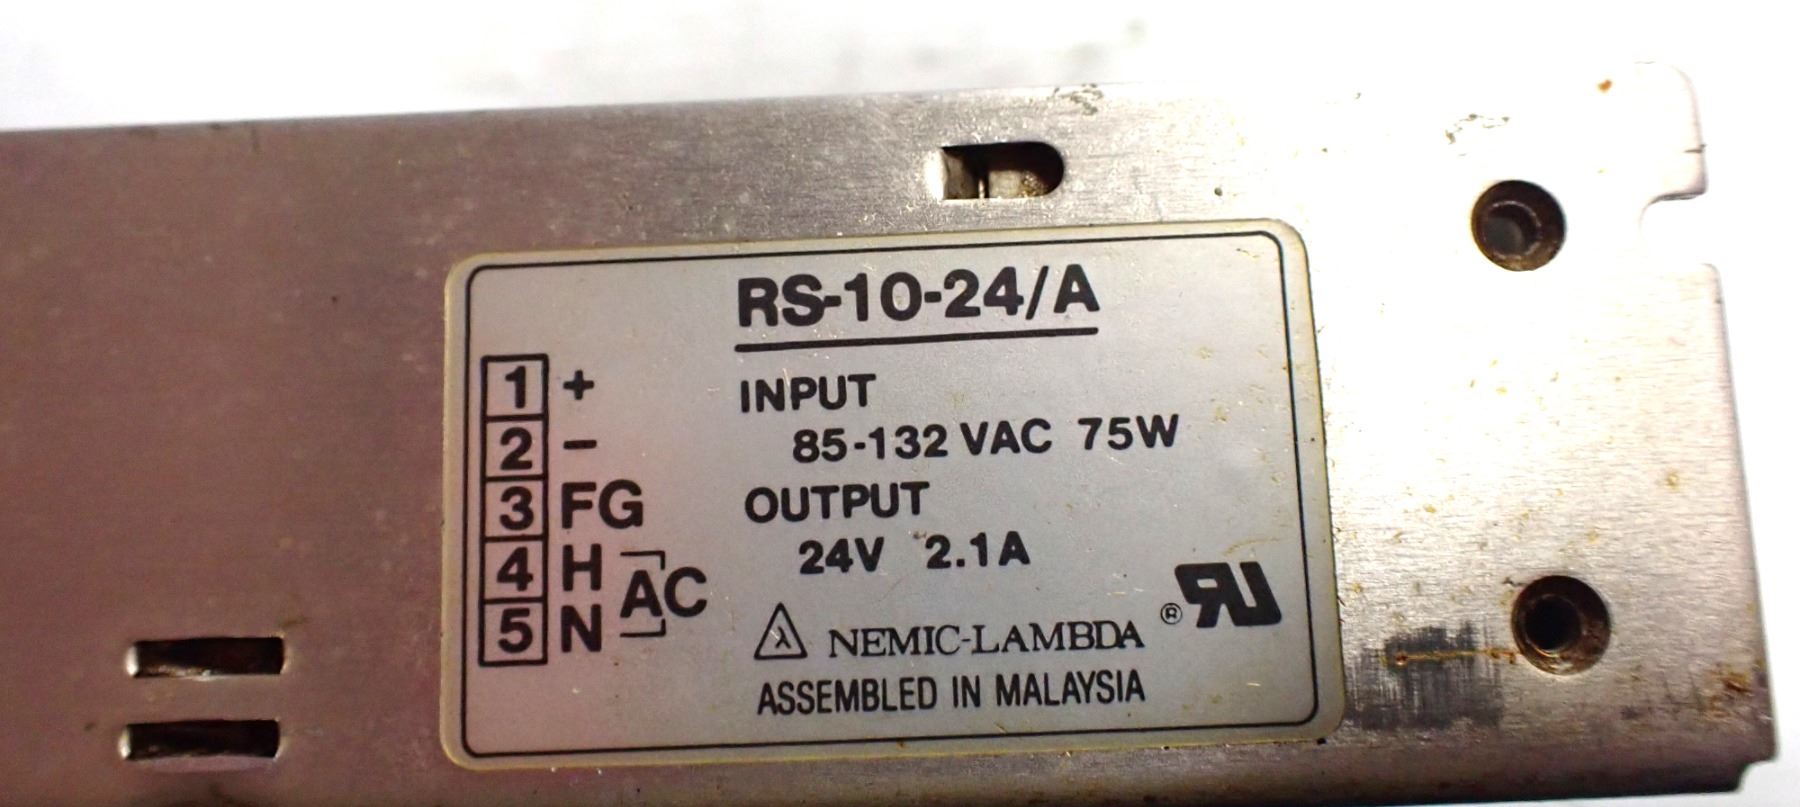 RS-10-24/A
1 +
2 -
3 FG
4 H
5 N
AC
INPUT
85-132 VAC 75W
OUTPUT
24V 2.1A
λ NEMIC-LAMBDA ® RU
ASSEMBLED IN MALAYSIA